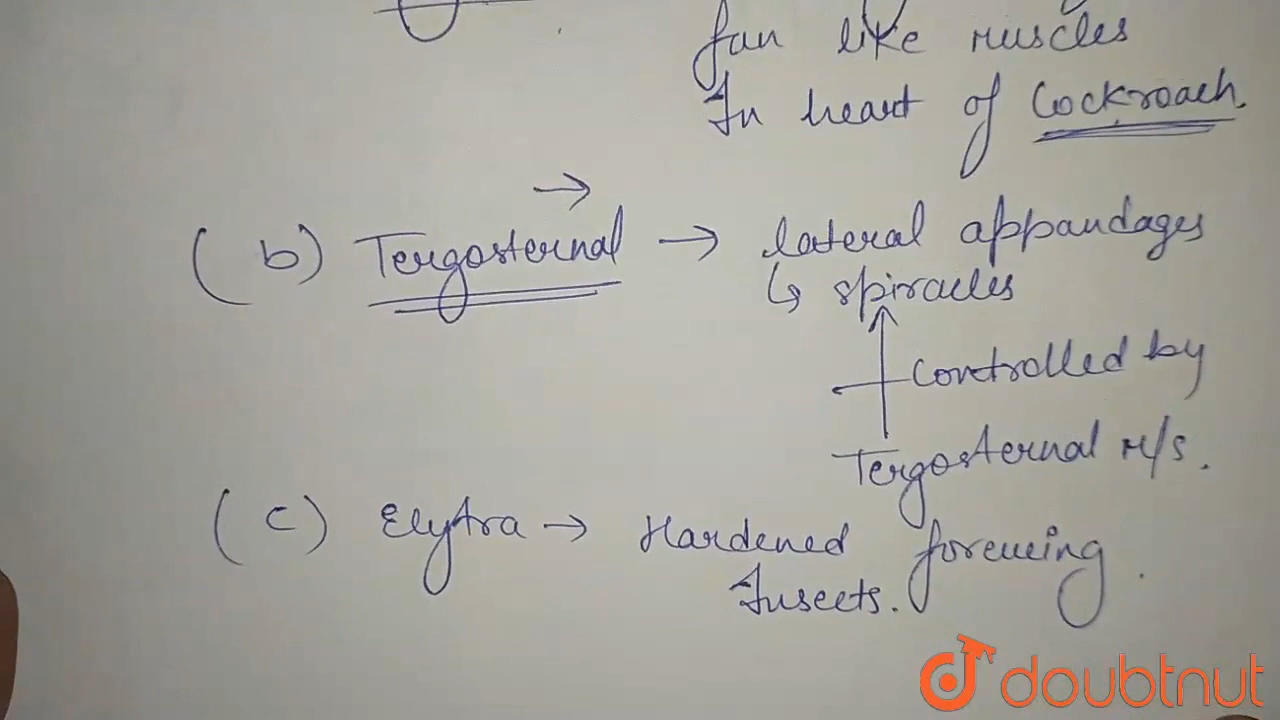 fan like muscles
In heart of Cockroach.
(b) Tergosternal → lateral appandages
↳ spiracles
controlled by
Tergosternal m/s.
(c) Elytra → Hardened forewing
Insects.
doubtnut